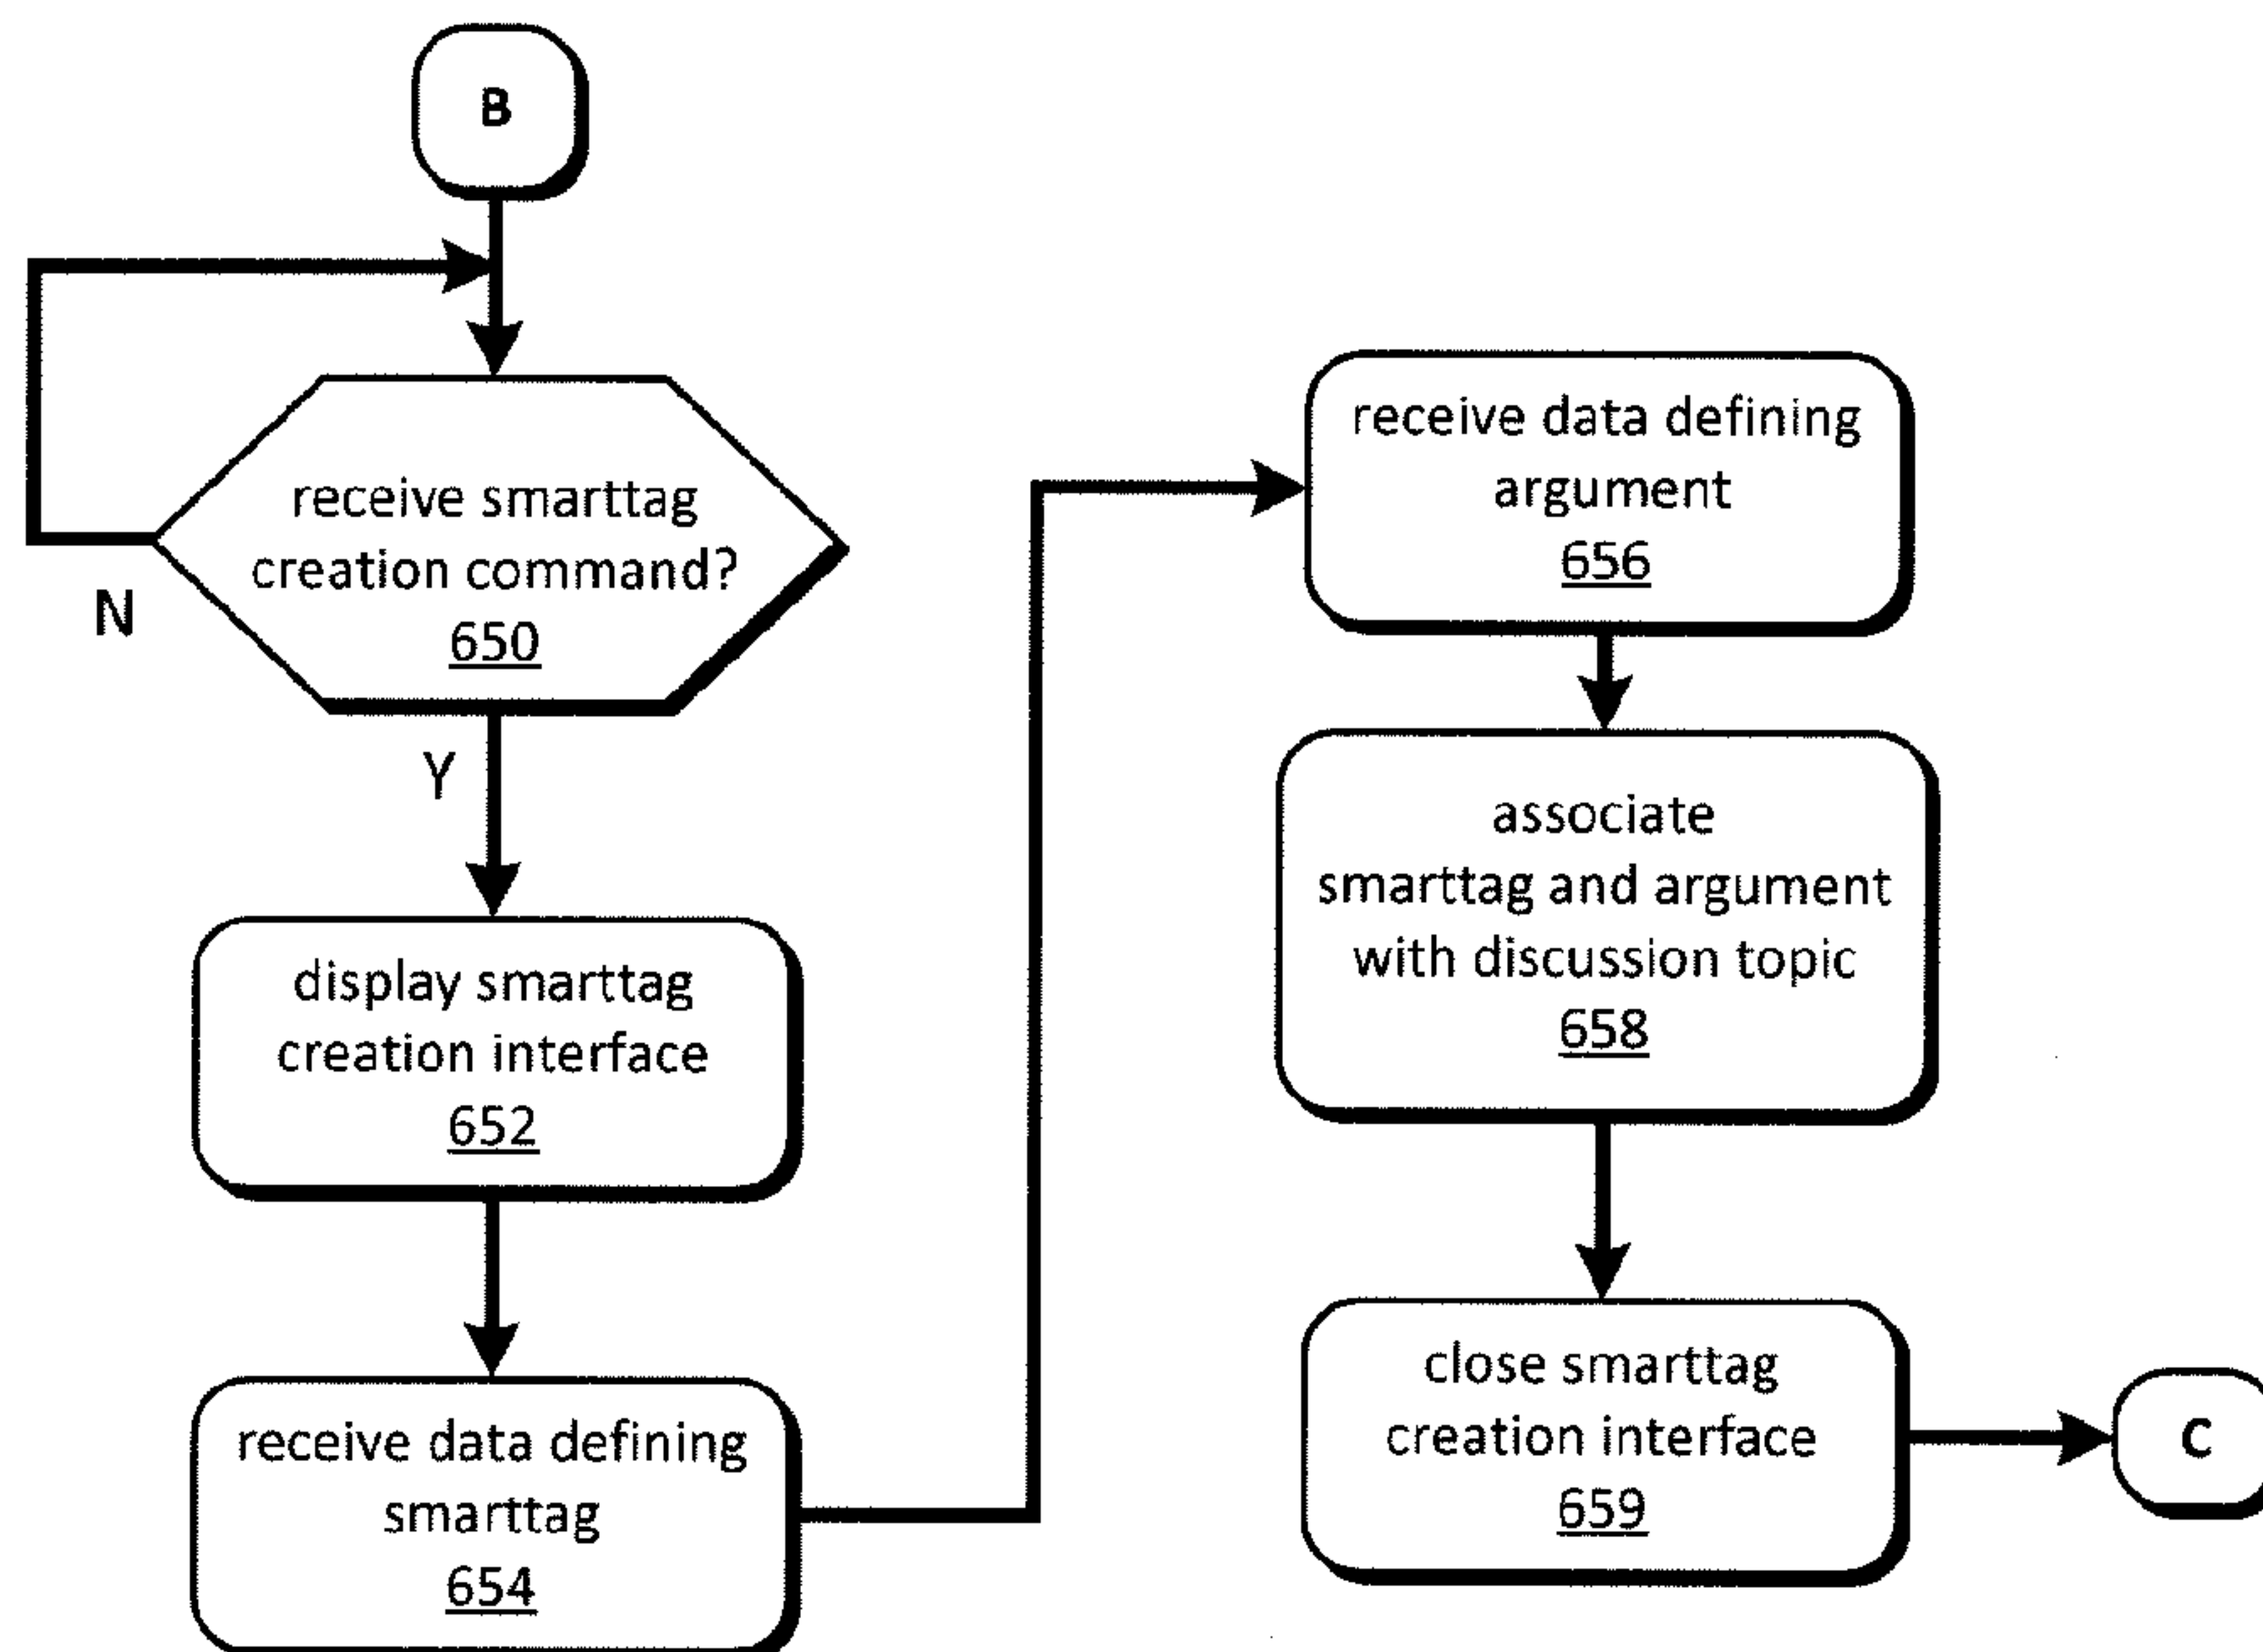 B
receive smarttag
creation command?
650
N
Y
display smarttag
creation interface
652
receive data defining
smarttag
654
receive data defining
argument
656
associate
smarttag and argument
with discussion topic
658
close smarttag
creation interface
659
C